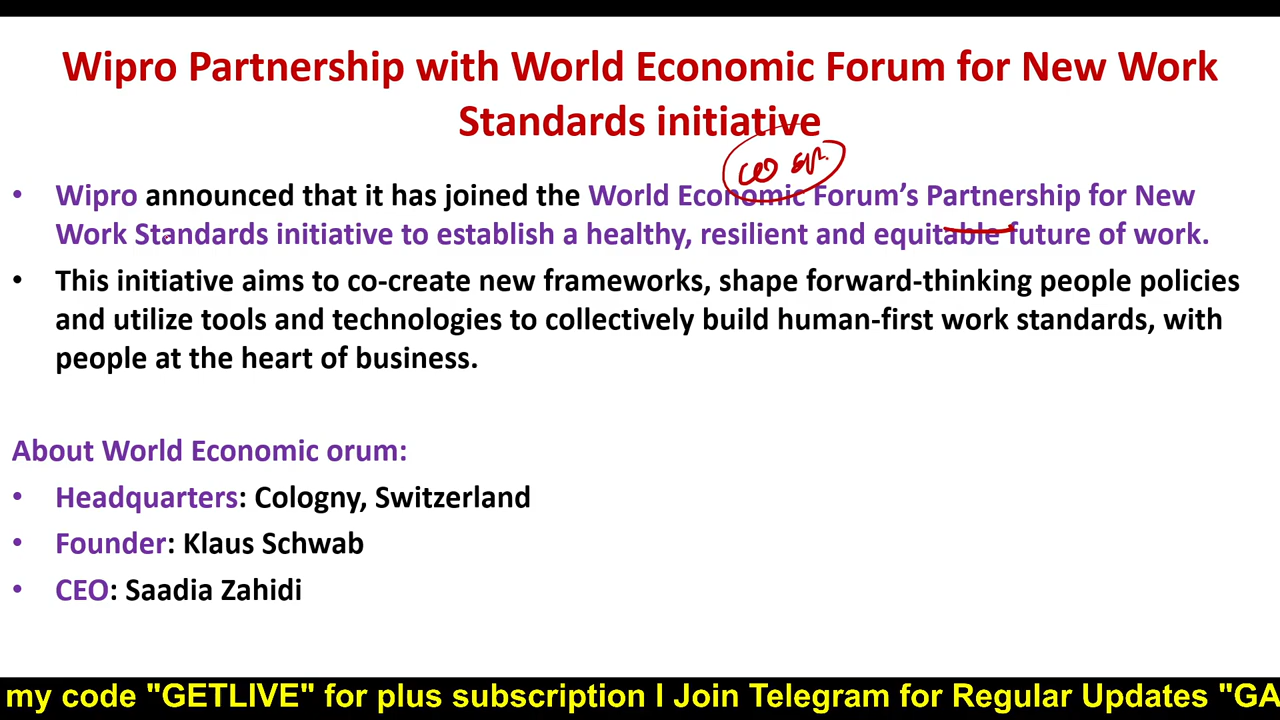 Wipro Partnership with World Economic Forum for New Work
Standards initiative
CEO
• Wipro announced that it has joined the World Economic Forum's Partnership for New
Work Standards initiative to establish a healthy, resilient and equitable future of work.
• This initiative aims to co-create new frameworks, shape forward-thinking people policies
and utilize tools and technologies to collectively build human-first work standards, with
people at the heart of business.
About World Economic orum:
• Headquarters: Cologny, Switzerland
• Founder: Klaus Schwab
• CEO: Saadia Zahidi
my code "GETLIVE" for plus subscription I Join Telegram for Regular Updates "GA